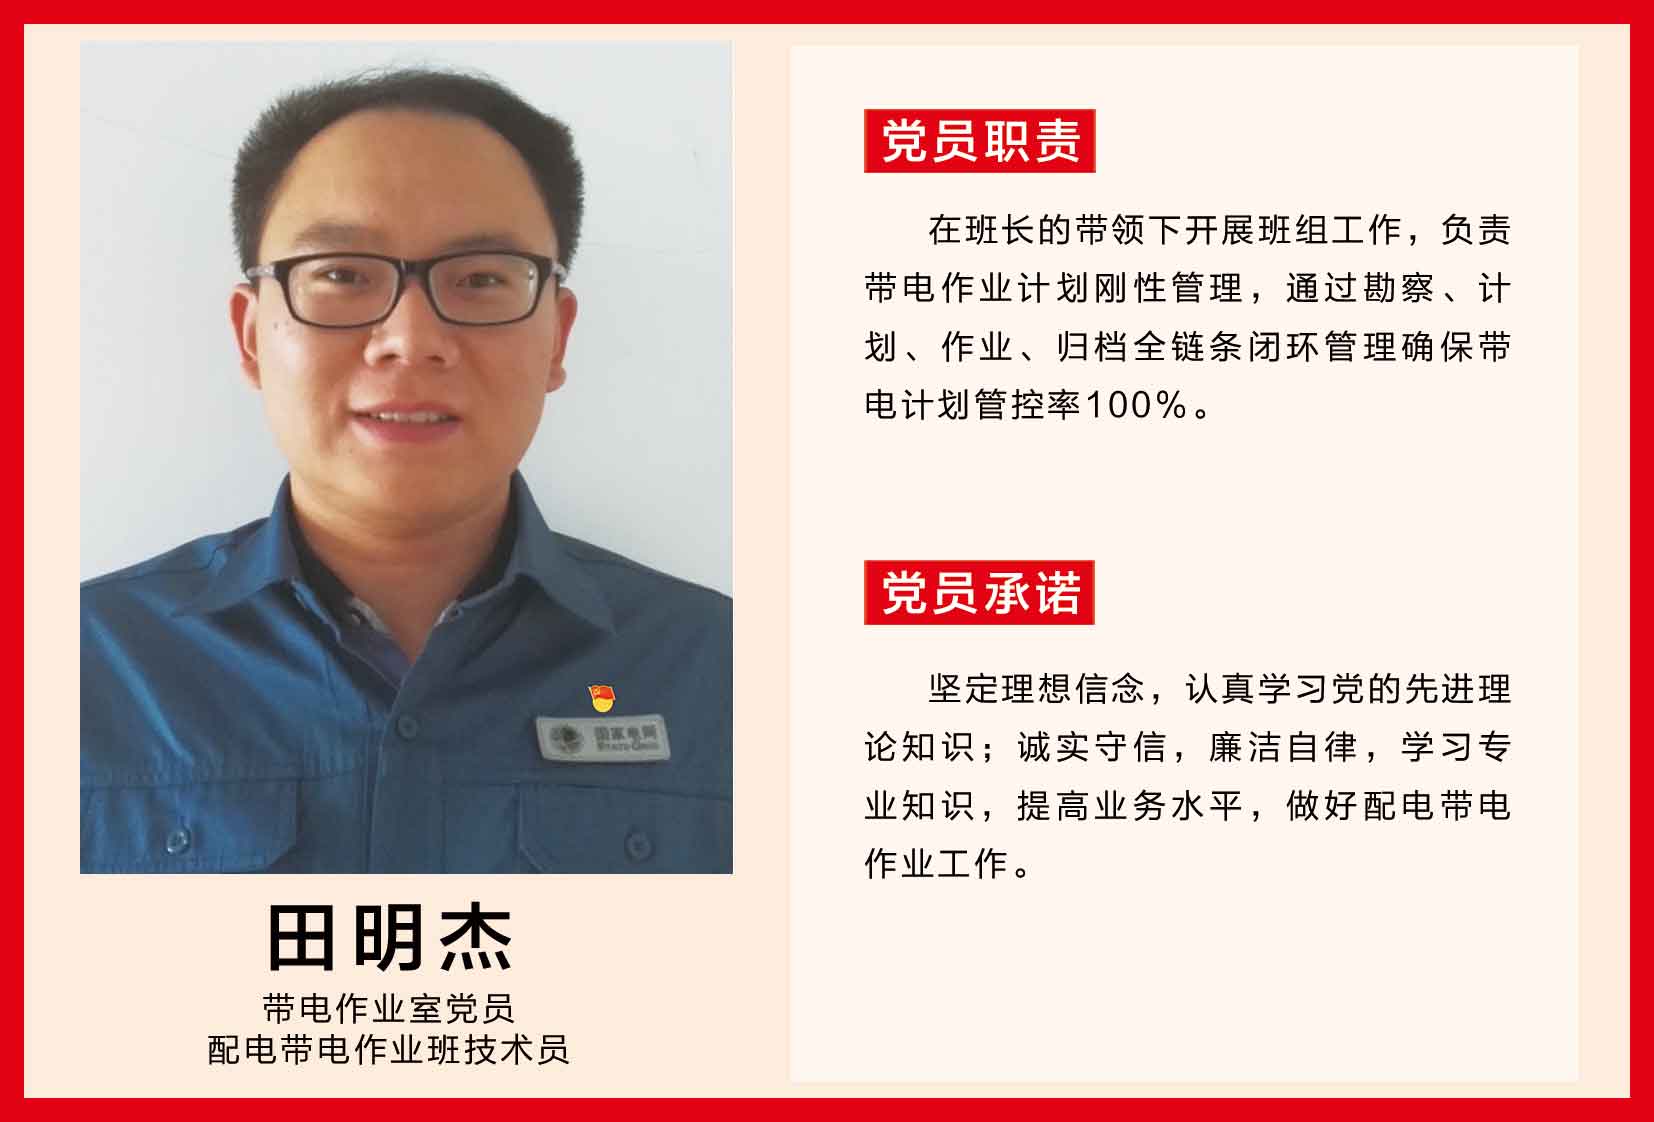 党员职责
在班长的带领下开展班组工作，负责
带电作业计划刚性管理，通过勘察、计
划、作业、归档全链条闭环管理确保带
电计划管控率100%。
党员承诺
坚定理想信念，认真学习党的先进理
论知识；诚实守信，廉洁自律，学习专
业知识，提高业务水平，做好配电带电
作业工作。
国家电网
STATE GRID
田明杰
带电作业室党员
配电带电作业班技术员